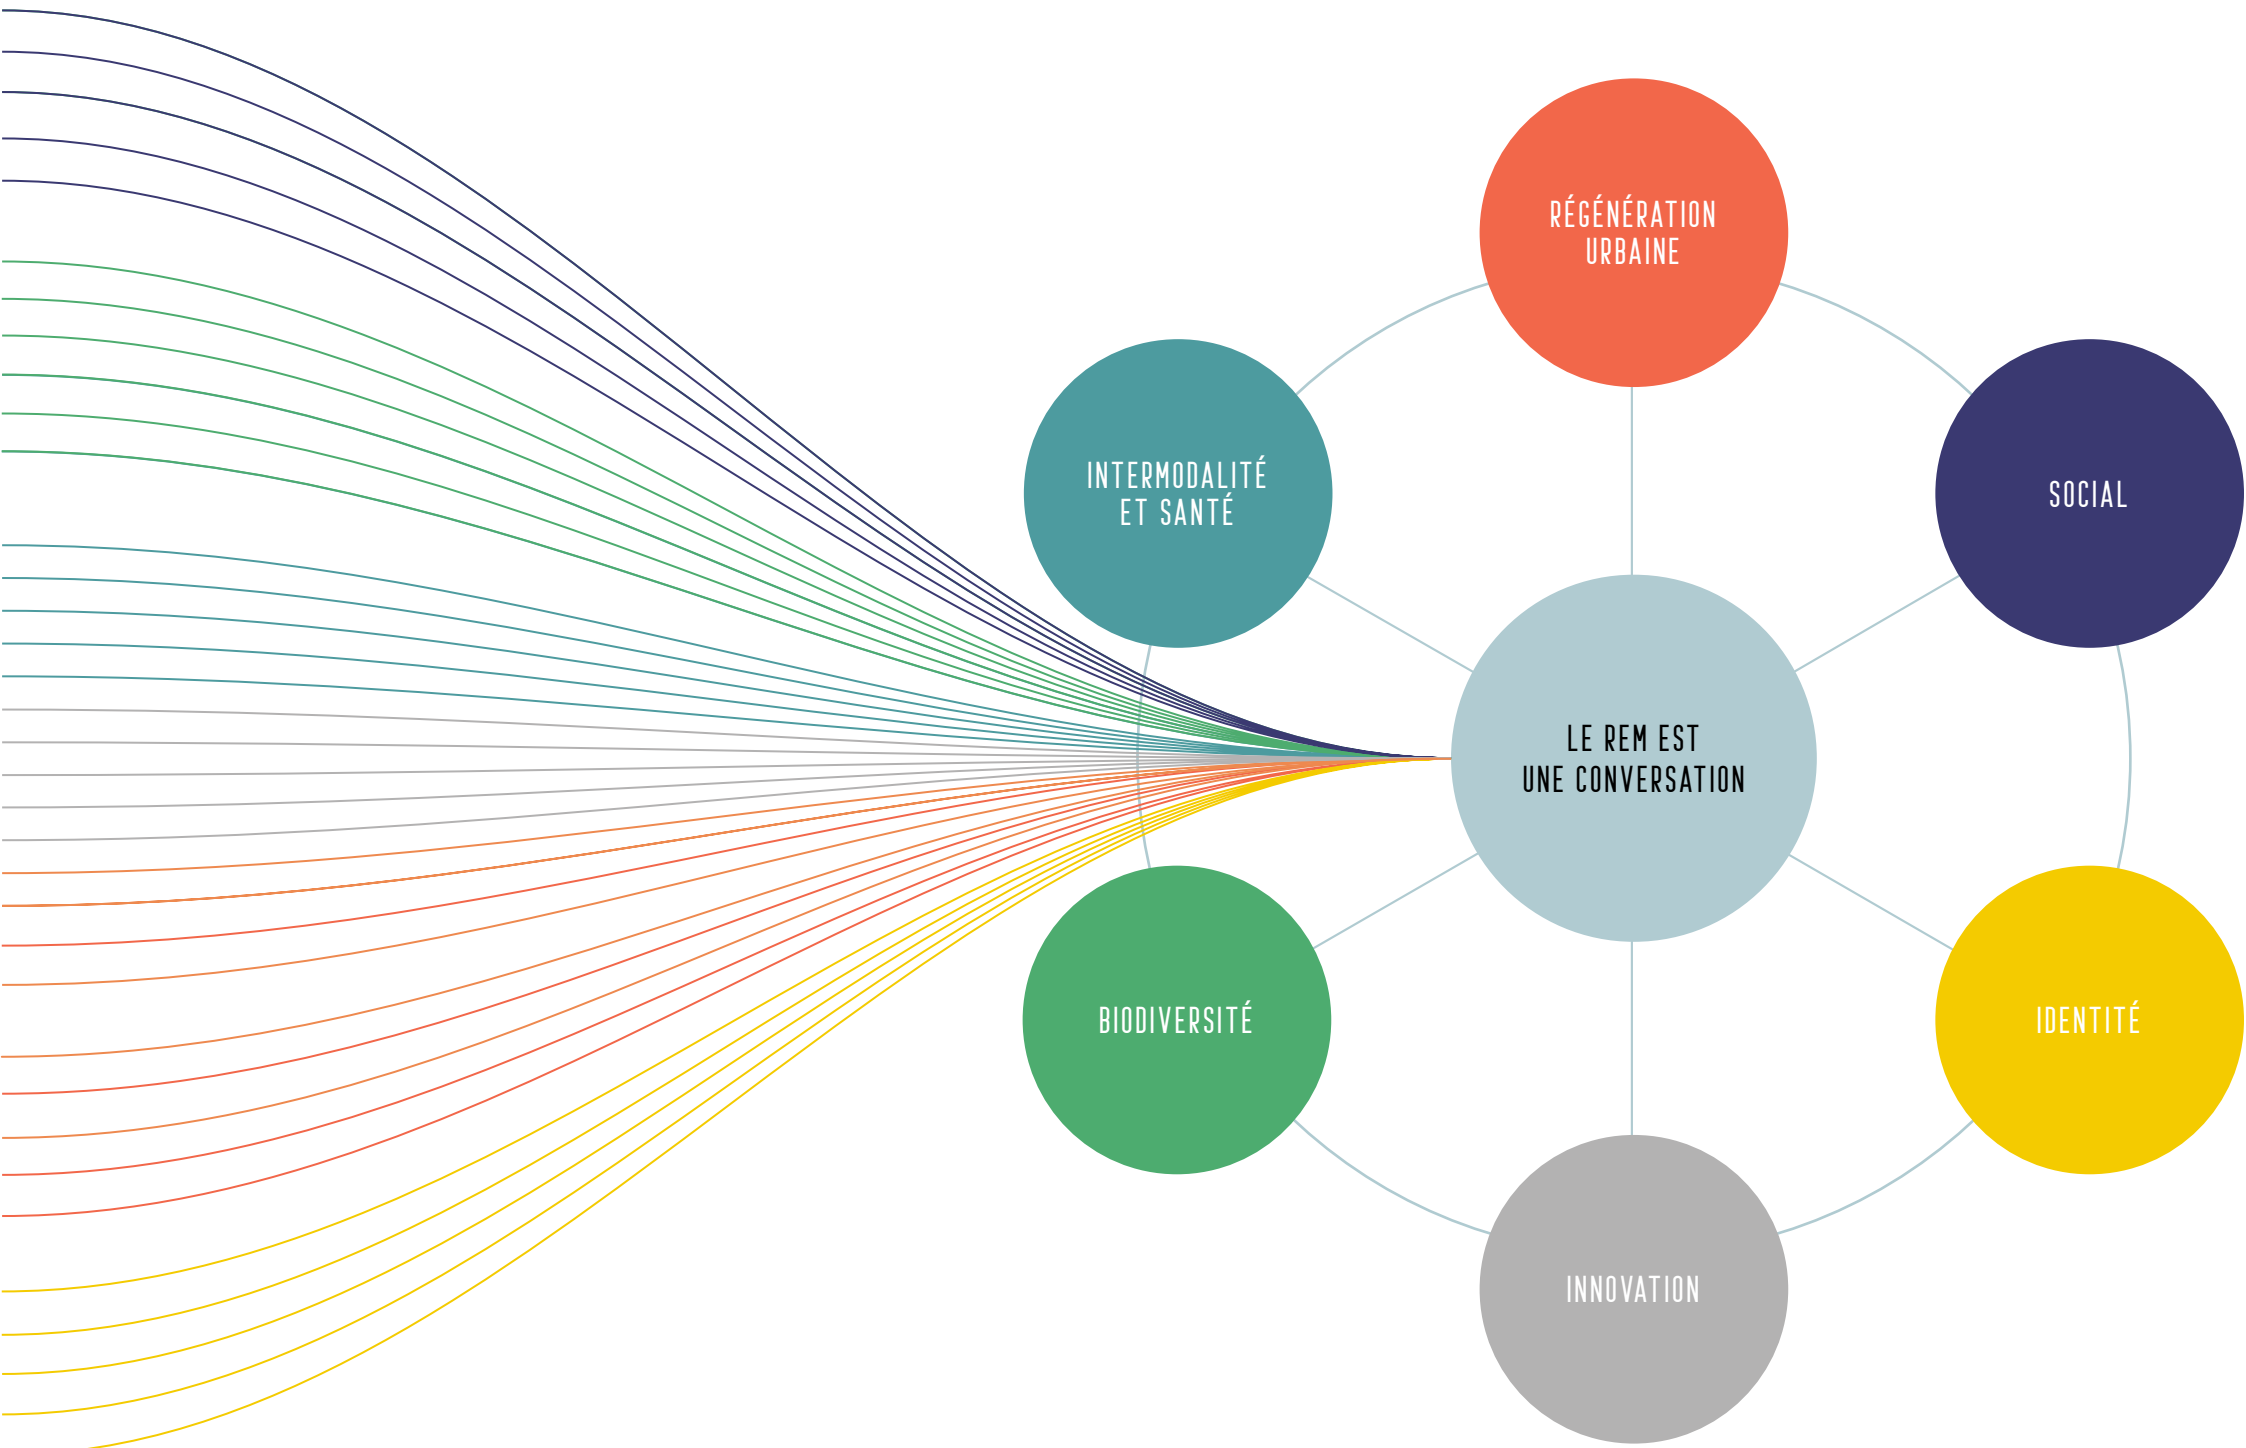 RÉGÉNÉRATION
URBAINE
INTERMODALITÉ
ET SANTÉ
SOCIAL
LE REM EST
UNE CONVERSATION
BIODIVERSITÉ
IDENTITÉ
INNOVATION